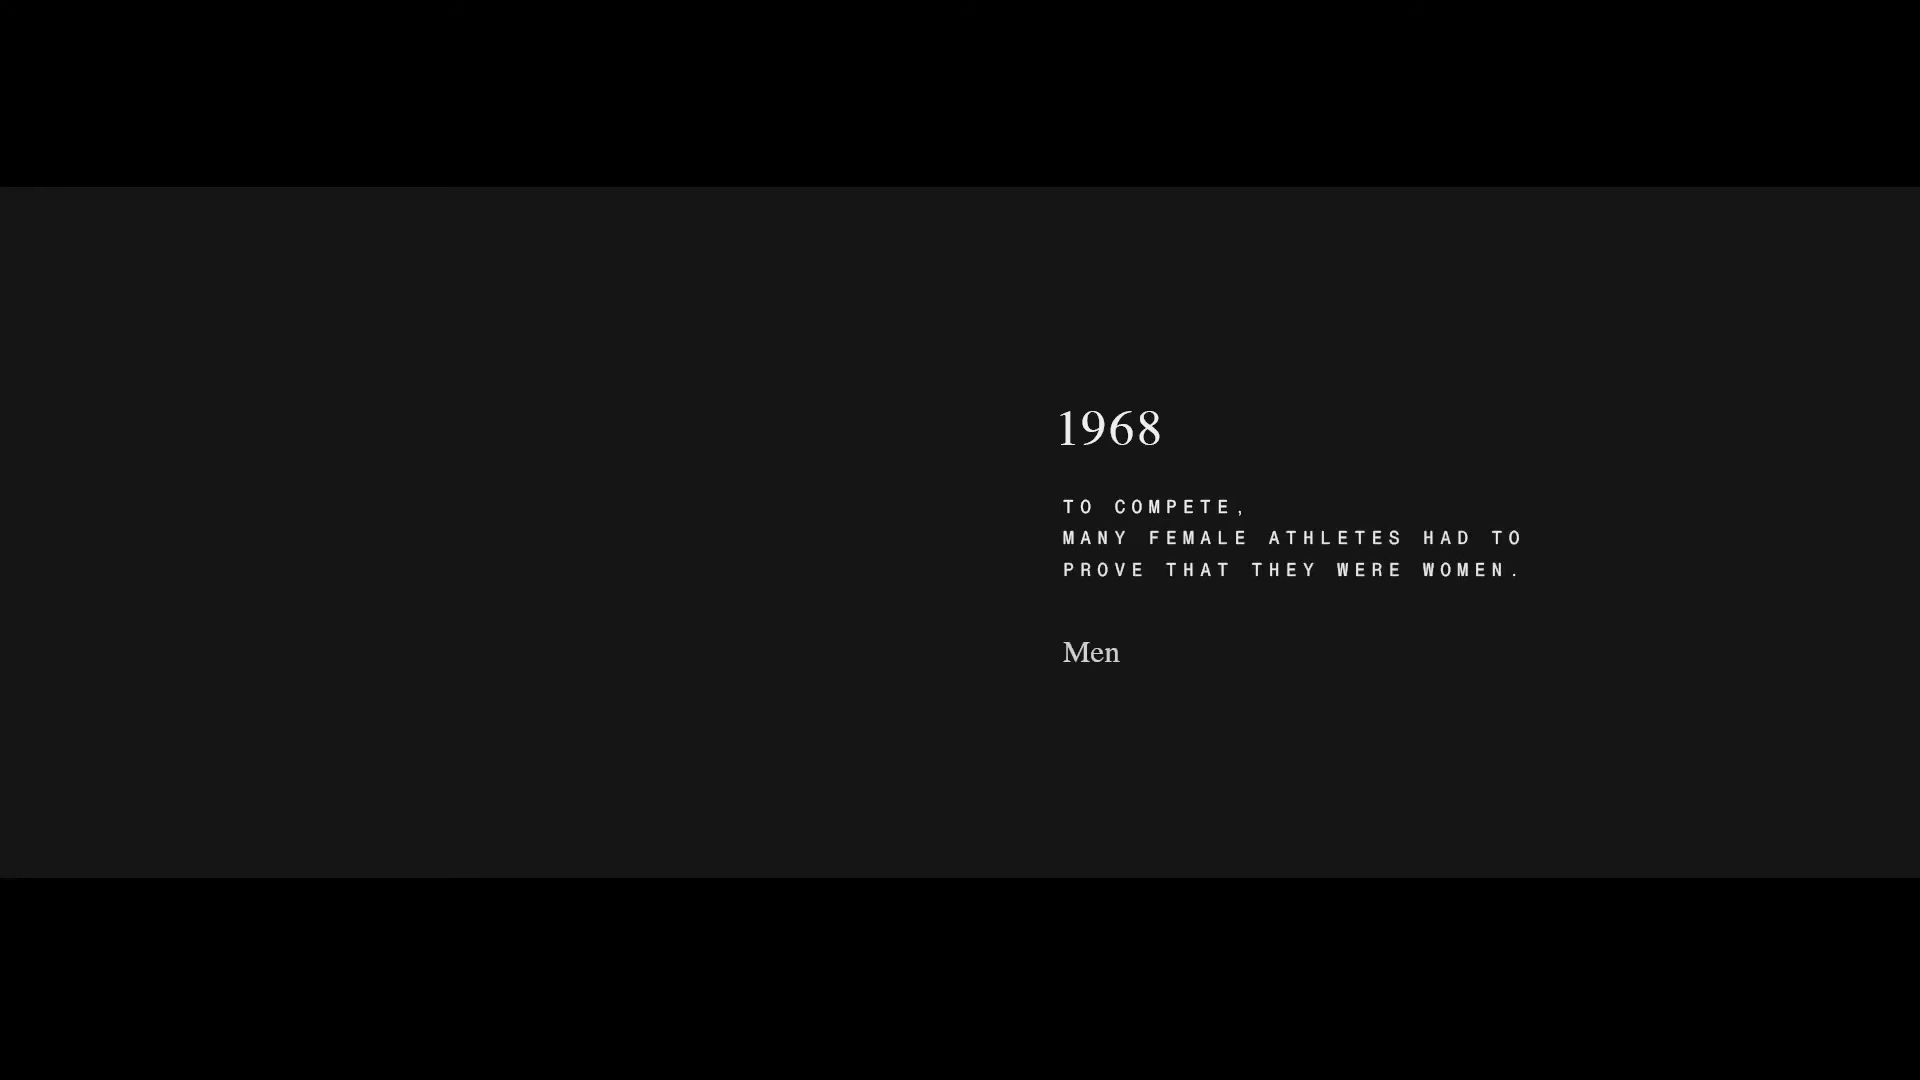 1968
TO COMPETE,
MANY FEMALE ATHLETES HAD TO
PROVE THAT THEY WERE WOMEN.
Men